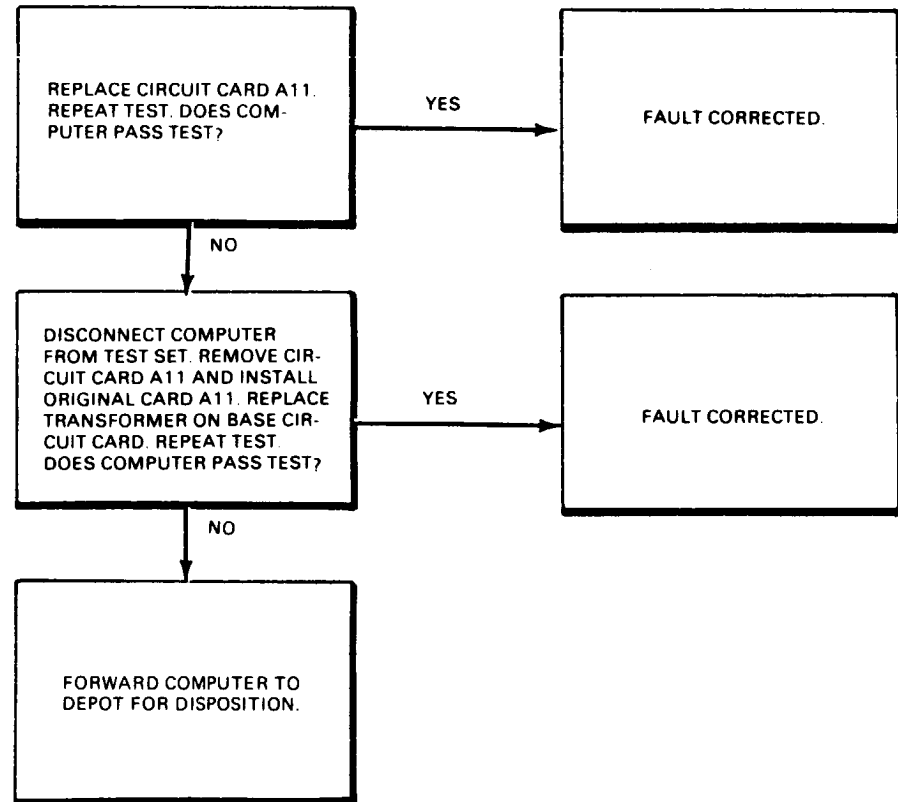 REPLACE CIRCUIT CARD A11.
REPEAT TEST. DOES COM-
PUTER PASS TEST?
YES
FAULT CORRECTED.
NO
DISCONNECT COMPUTER
FROM TEST SET. REMOVE CIR-
CUIT CARD A11 AND INSTALL
ORIGINAL CARD A11. REPLACE
TRANSFORMER ON BASE CIR-
CUIT CARD. REPEAT TEST.
DOES COMPUTER PASS TEST?
YES
FAULT CORRECTED.
NO
FORWARD COMPUTER TO
DEPOT FOR DISPOSITION.